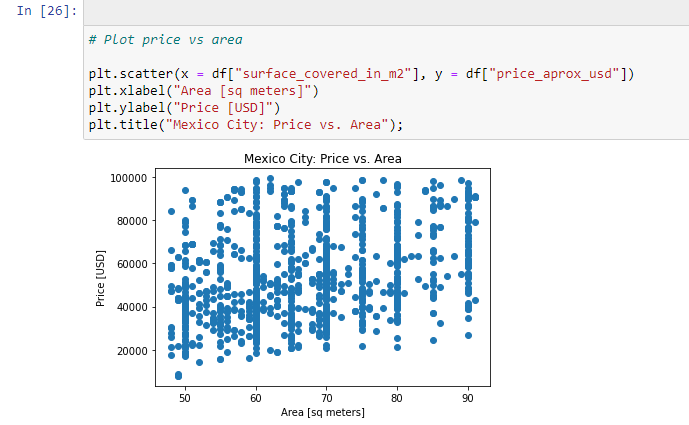 In [26]:
# Plot price vs area
plt.scatter(x = df["surface_covered_in_m2"], y = df["price_aprox_usd"])
plt.xlabel("Area [sq meters]")
plt.ylabel("Price [USD]")
plt.title("Mexico City: Price vs. Area");
Mexico City: Price vs. Area
100000
80000
60000
40000
20000
Price [USD]
50 60 70 80 90
Area [sq meters]